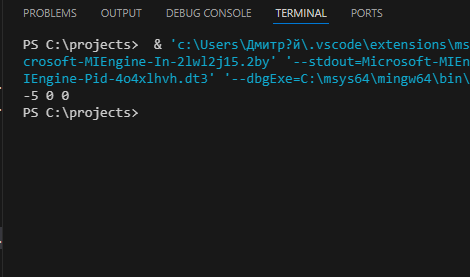 PROBLEMS OUTPUT DEBUG CONSOLE TERMINAL PORTS
PS C:\projects>  & 'c:\Users\Дмитр?й\.vscode\extensions\ms
crosoft-MIEngine-In-2lwl2j15.2by' '--stdout=Microsoft-MIEn
IEngine-Pid-4o4xlhvh.dt3' '--dbgExe=C:\msys64\mingw64\bin\
-5 0 0
PS C:\projects>